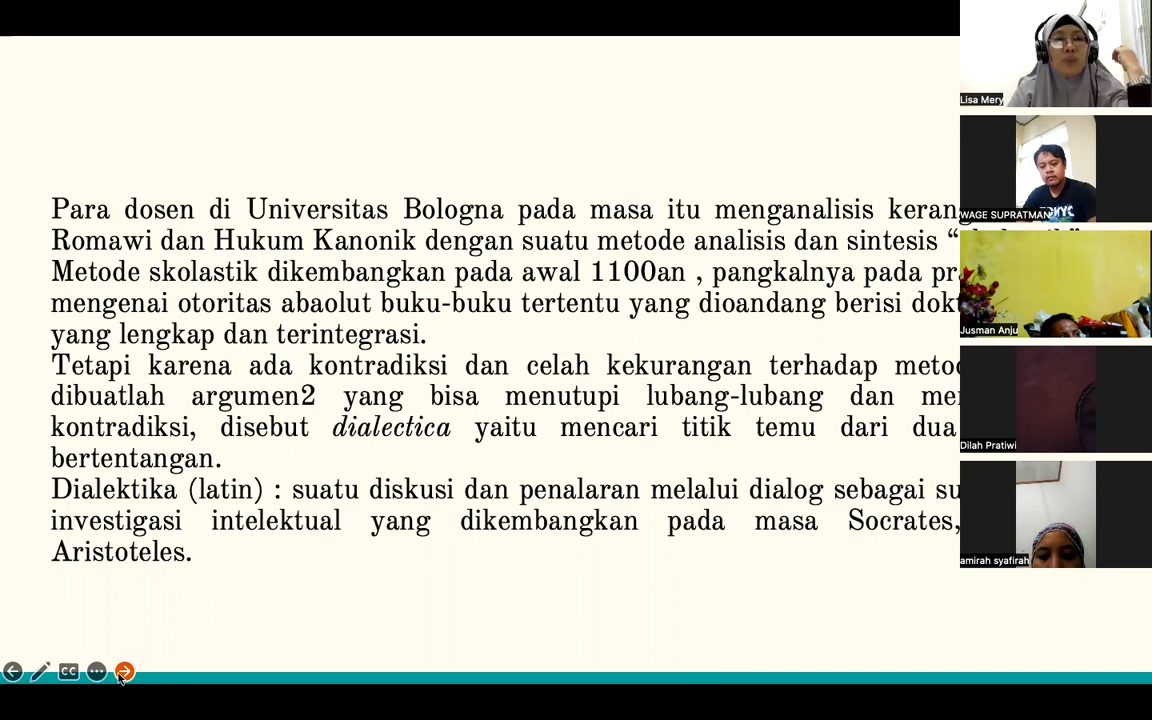 Para dosen di Universitas Bologna pada masa itu menganalisis kerang
Romawi dan Hukum Kanonik dengan suatu metode analisis dan sintesis “
Metode skolastik dikembangkan pada awal 1100an , pangkalnya pada pra
mengenai otoritas abaolut buku-buku tertentu yang dioandang berisi dok
yang lengkap dan terintegrasi.
Tetapi karena ada kontradiksi dan celah kekurangan terhadap metod
dibuatlah argumen2 yang bisa menutupi lubang-lubang dan me
kontradiksi, disebut dialectica yaitu mencari titik temu dari dua
bertentangan.
Dialektika (latin) : suatu diskusi dan penalaran melalui dialog sebagai su
investigasi intelektual yang dikembangkan pada masa Socrates,
Aristoteles.
CC
Lisa Mery
WAGE SUPRATMAN
Jusman Anju
Dilah Pratiwi
amirah syafirah